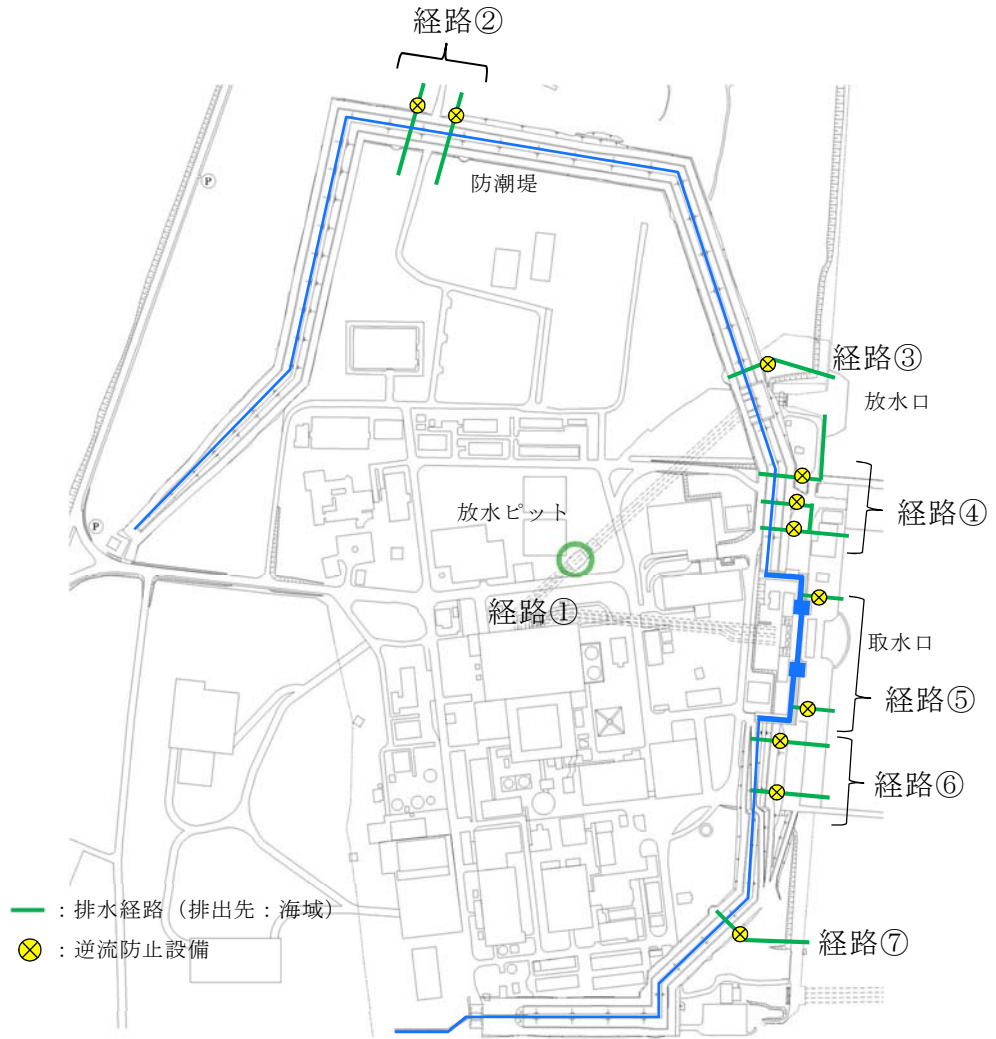 経路②
防潮堤
P
経路③
放水口
放水ピット
経路④
P
経路①
取水口
経路⑤
経路⑥
：排水経路（排出先：海域）
経路⑦
：逆流防止設備